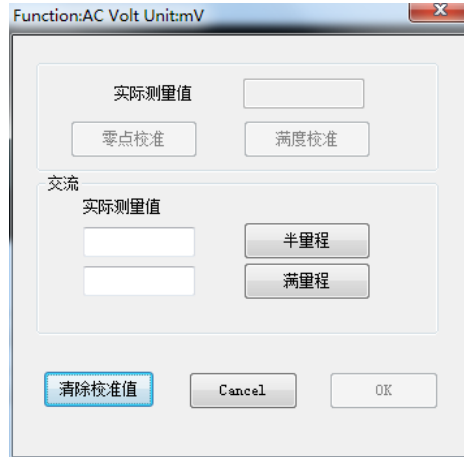 Function:AC Volt Unit:mV
实际测量值
零点校准 满度校准
交流
实际测量值
半里程
满里程
清除校准值 Cancel OK